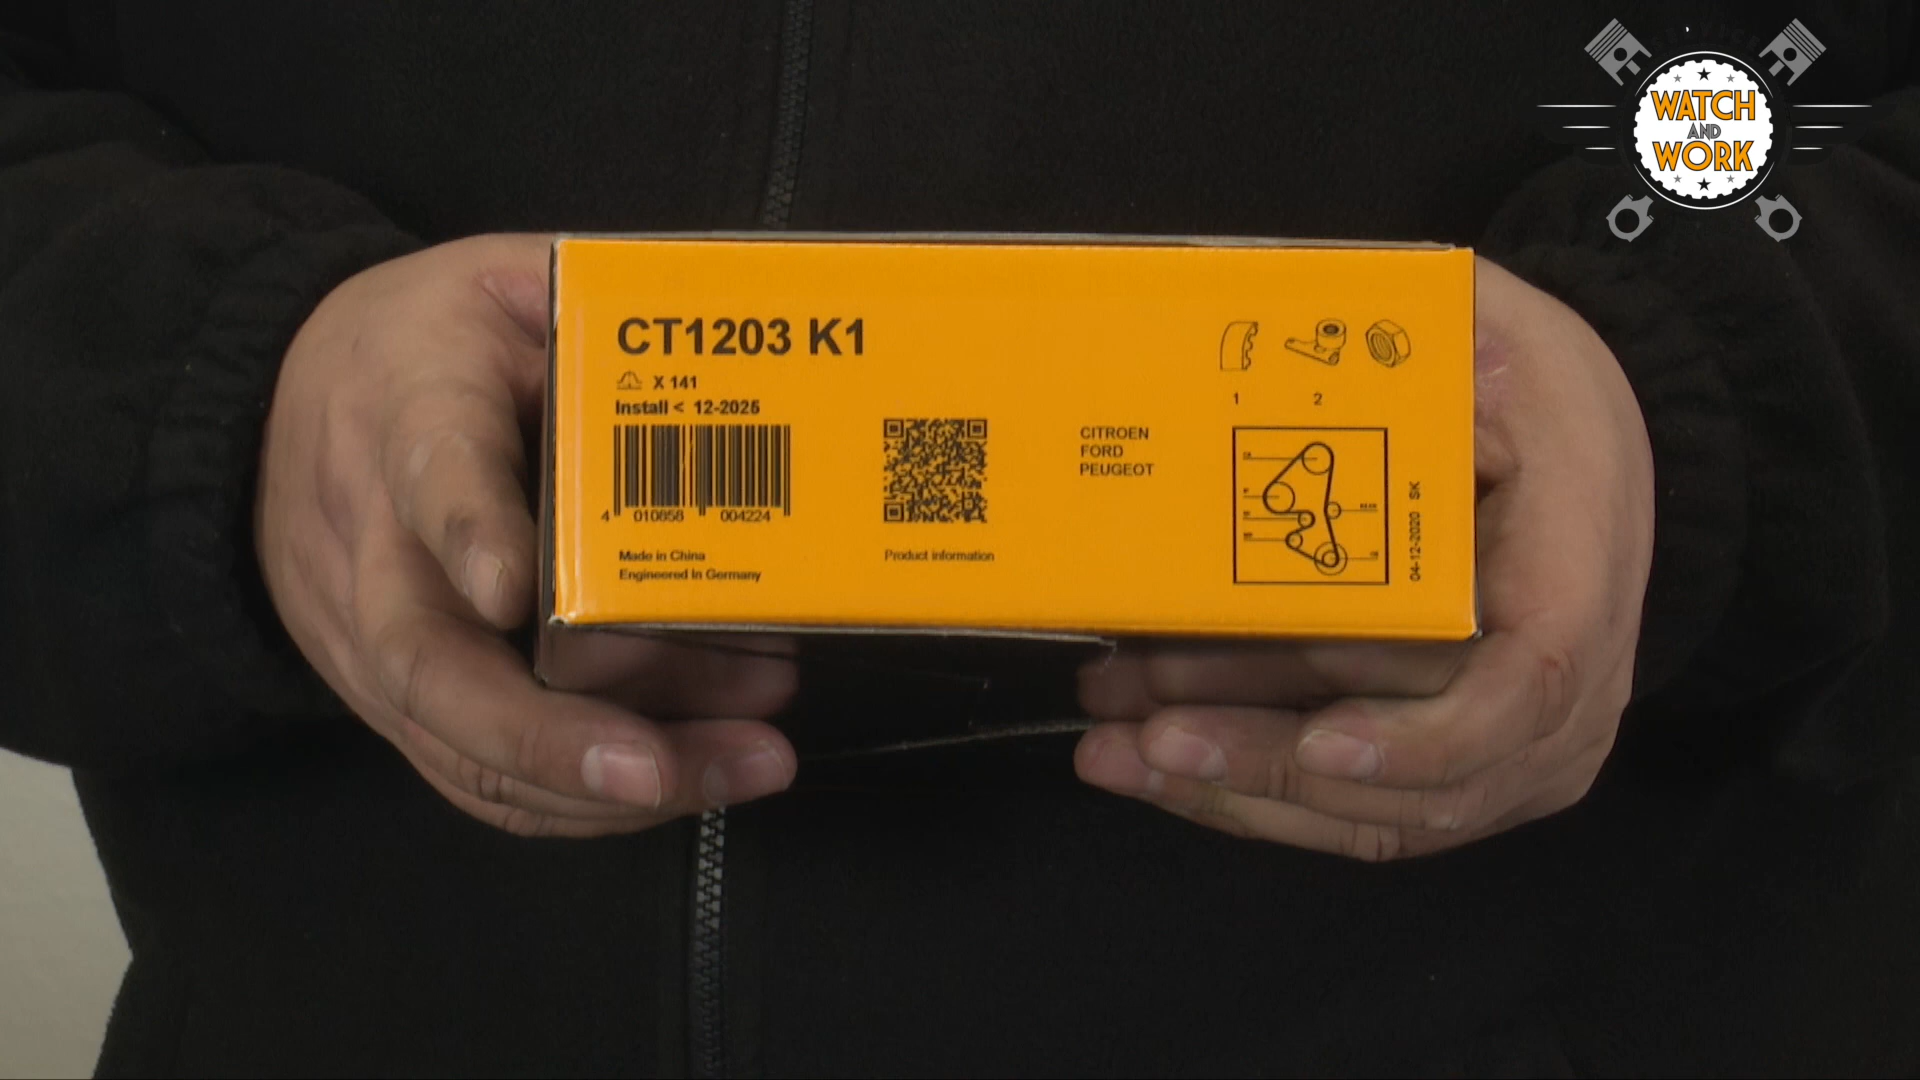 WATCH
AND
WORK
CT1203 K1
X 141
Install < 12-2025
4 010858 004224
Made in China
Engineered in Germany
Product information
CITROEN
FORD
PEUGEOT
1 2
04-12-2020 SK